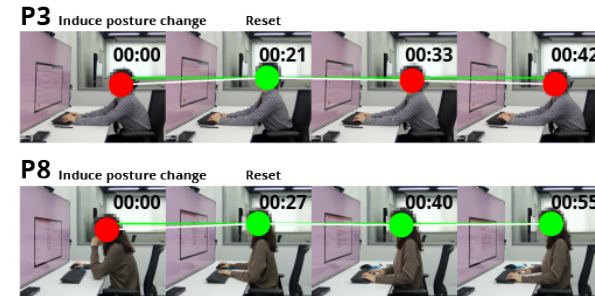 P3 Induce posture change Reset
00:00 00:21 00:33 00:42
P8 Induce posture change Reset
00:00 00:27 00:40 00:55